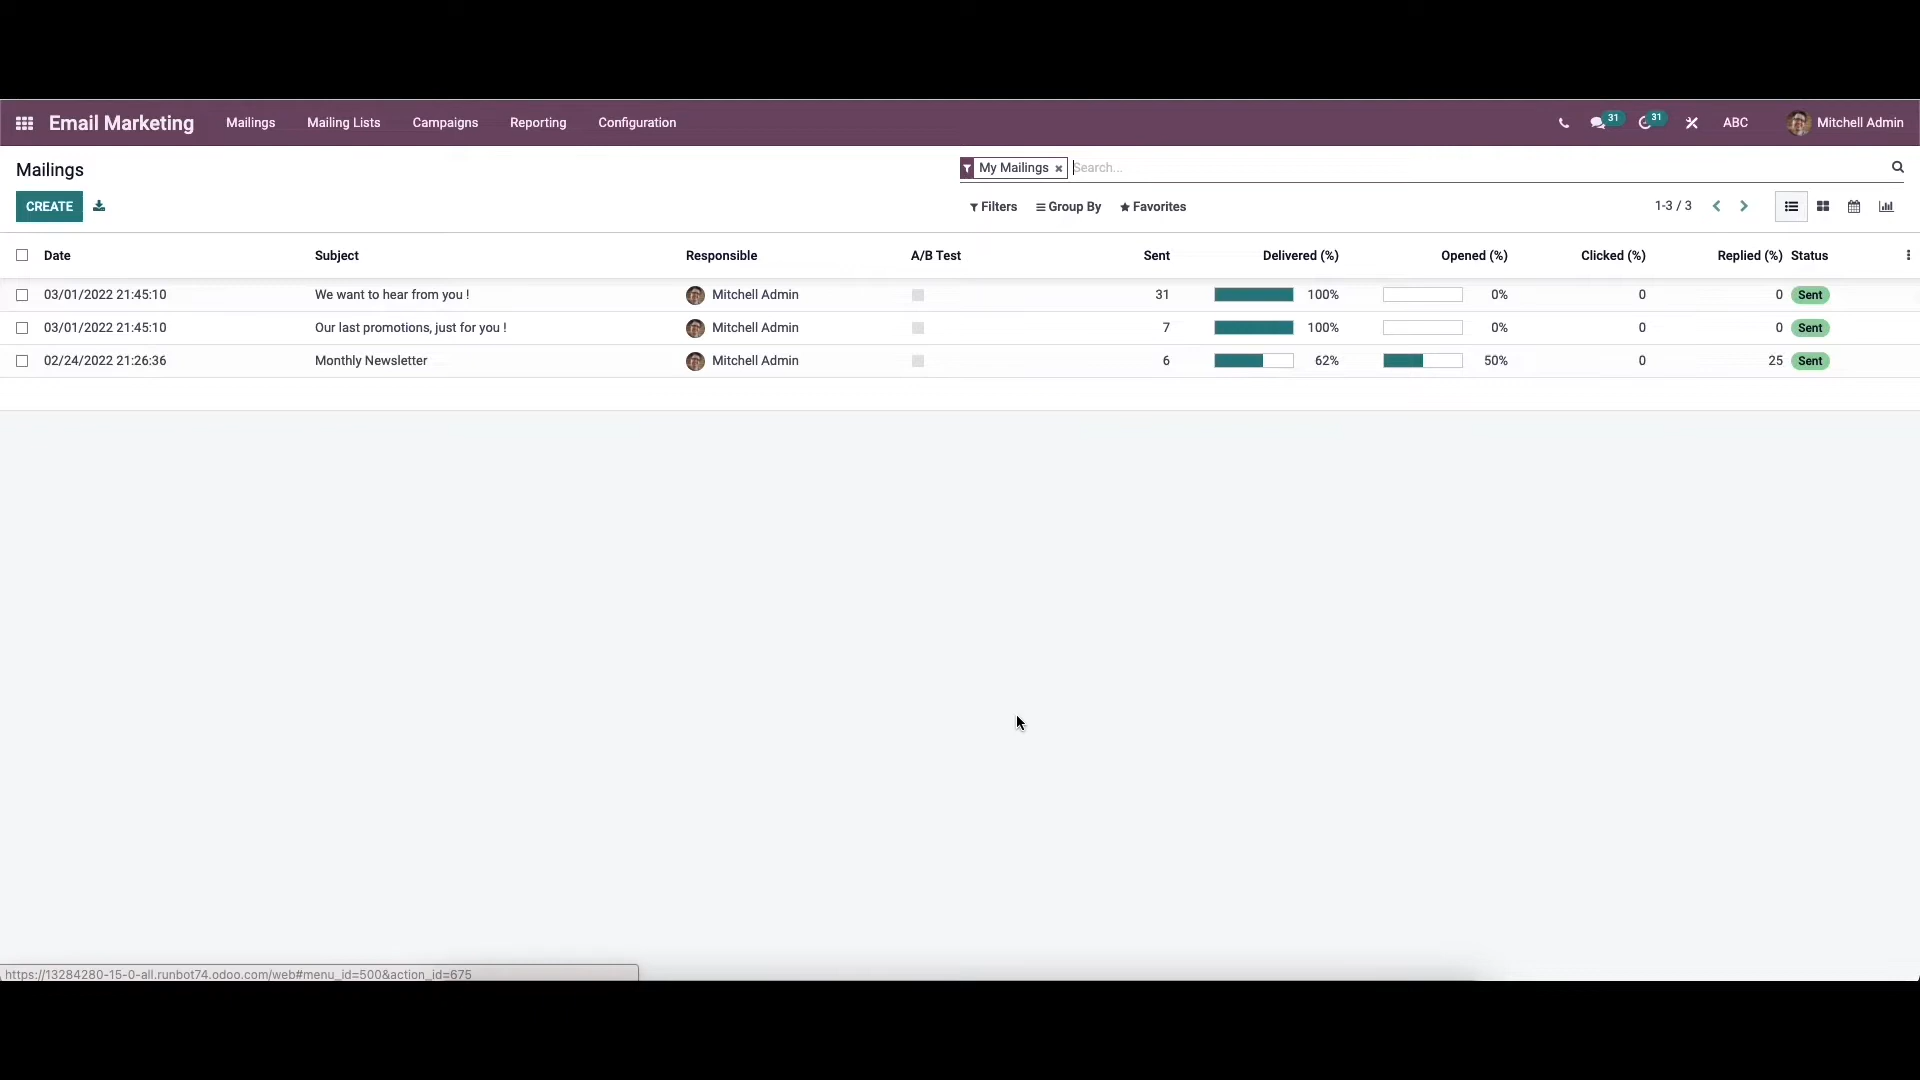 Email Marketing Mailings Mailing Lists Campaigns Reporting Configuration 31 31 ABC Mitchell Admin
Mailings My Mailings × Search...
CREATE Filters Group By Favorites 1-3 / 3
Date Subject Responsible A/B Test Sent Delivered (%) Opened (%) Clicked (%) Replied (%) Status
03/01/2022 21:45:10 We want to hear from you ! Mitchell Admin 31 100% 0% 0 0 Sent
03/01/2022 21:45:10 Our last promotions, just for you ! Mitchell Admin 7 100% 0% 0 0 Sent
02/24/2022 21:26:36 Monthly Newsletter Mitchell Admin 6 62% 50% 0 25 Sent
https://13284280-15-0-all.runbot74.odoo.com/web#menu_id=500&action_id=675